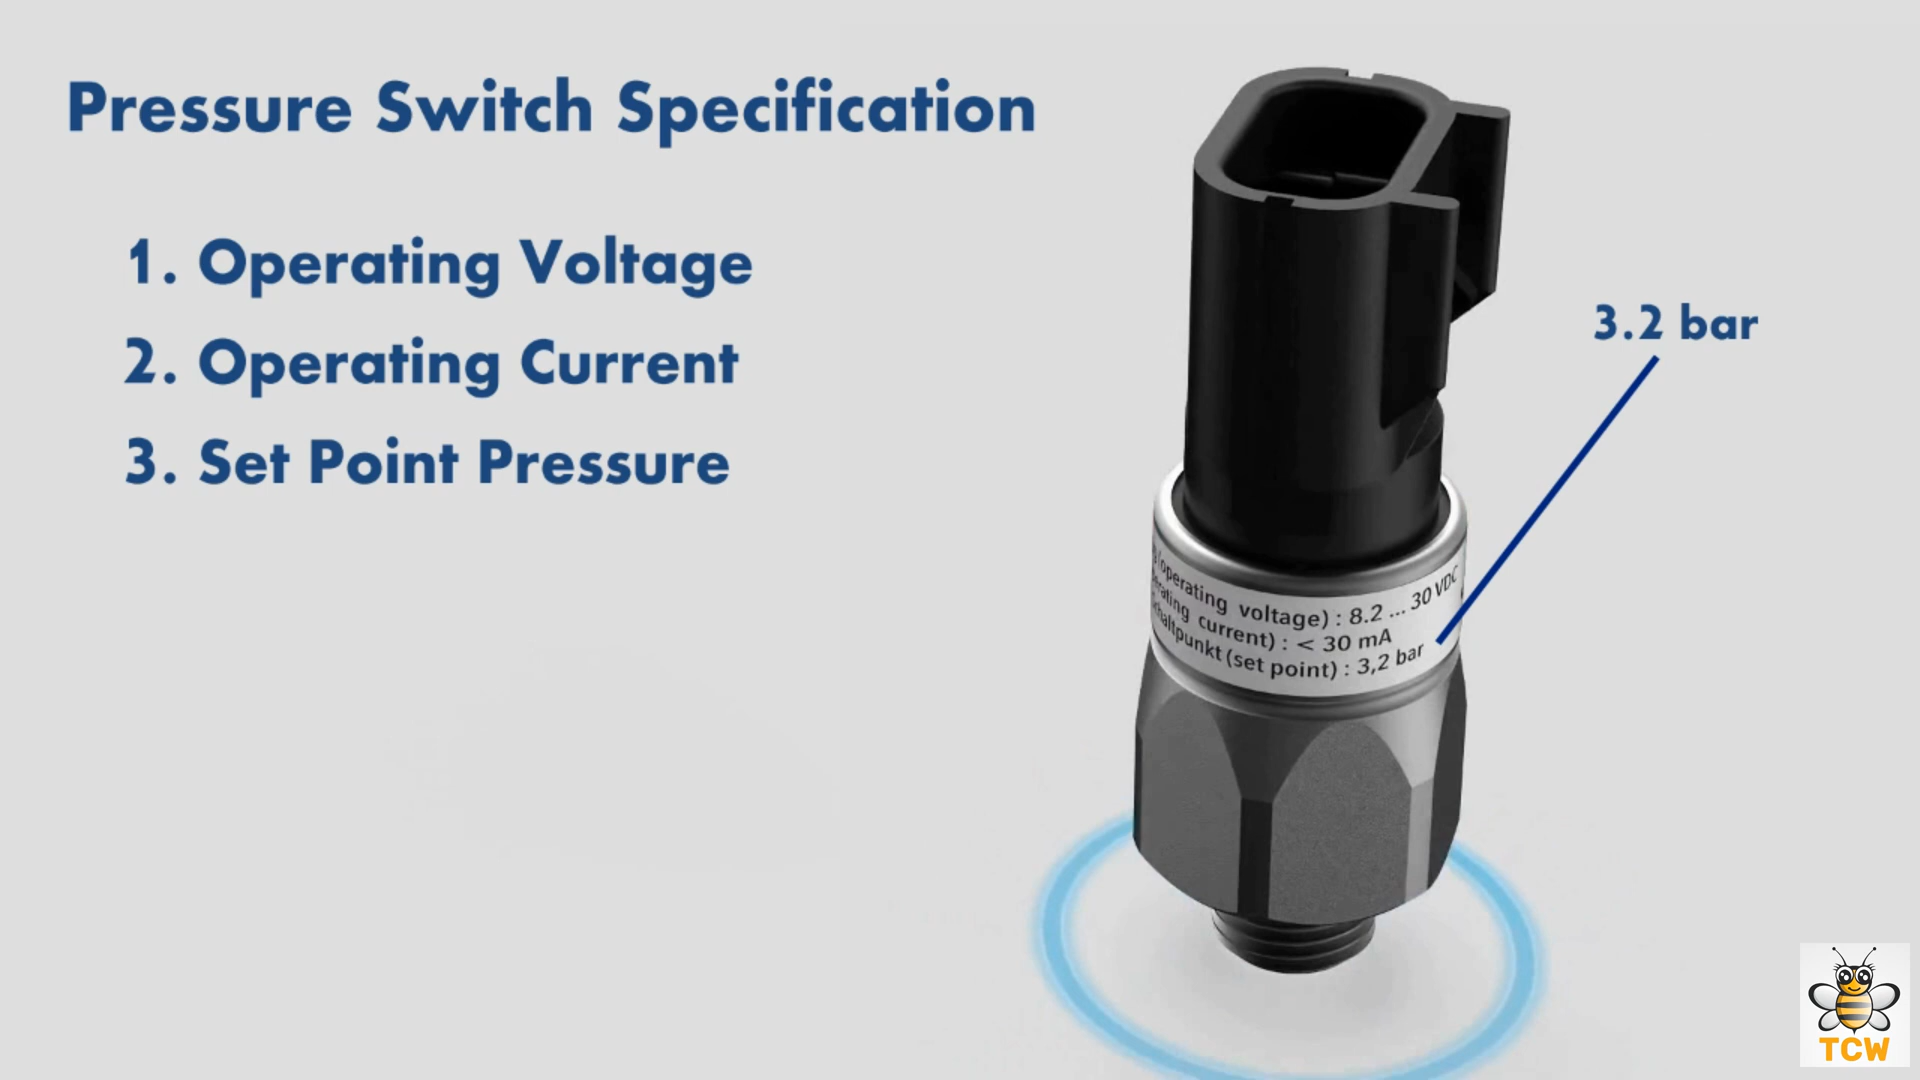 Pressure Switch Specification
1. Operating Voltage
2. Operating Current
3. Set Point Pressure
3.2 bar
(operating voltage) : 8.2 ... 30 VDC
current) : < 30 mA
(set point) : 3,2 bar
TCW